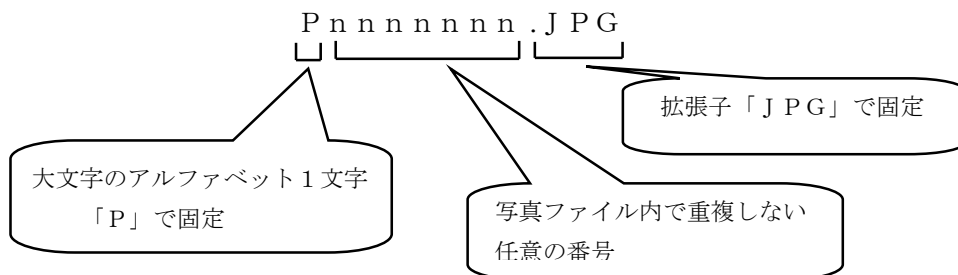 Ｐｎｎｎｎｎｎｎ.ＪＰＧ
拡張子「ＪＰＧ」で固定
大文字のアルファベット１文字
「Ｐ」で固定
写真ファイル内で重複しない
任意の番号